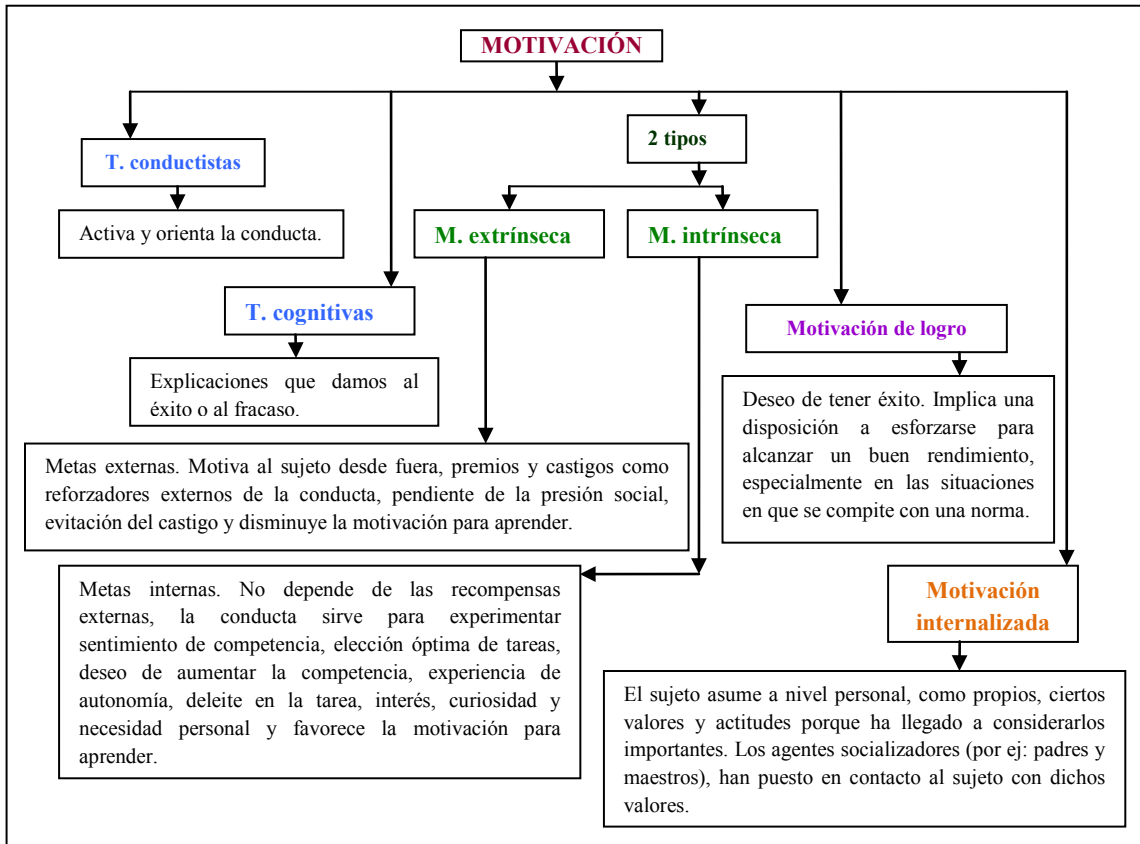 MOTIVACIÓN
T. conductistas
Activa y orienta la conducta.
2 tipos
M. extrínseca
M. intrínseca
T. cognitivas
Explicaciones que damos al
éxito o al fracaso.
Motivación de logro
Deseo de tener éxito. Implica una
disposición a esforzarse para
alcanzar un buen rendimiento,
especialmente en las situaciones
en que se compite con una norma.
Metas externas. Motiva al sujeto desde fuera, premios y castigos como
reforzadores externos de la conducta, pendiente de la presión social,
evitación del castigo y disminuye la motivación para aprender.
Metas internas. No depende de las recompensas
externas, la conducta sirve para experimentar
sentimiento de competencia, elección óptima de tareas,
deseo de aumentar la competencia, experiencia de
autonomía, deleite en la tarea, interés, curiosidad y
necesidad personal y favorece la motivación para
aprender.
Motivación
internalizada
El sujeto asume a nivel personal, como propios, ciertos
valores y actitudes porque ha llegado a considerarlos
importantes. Los agentes socializadores (por ej: padres y
maestros), han puesto en contacto al sujeto con dichos
valores.